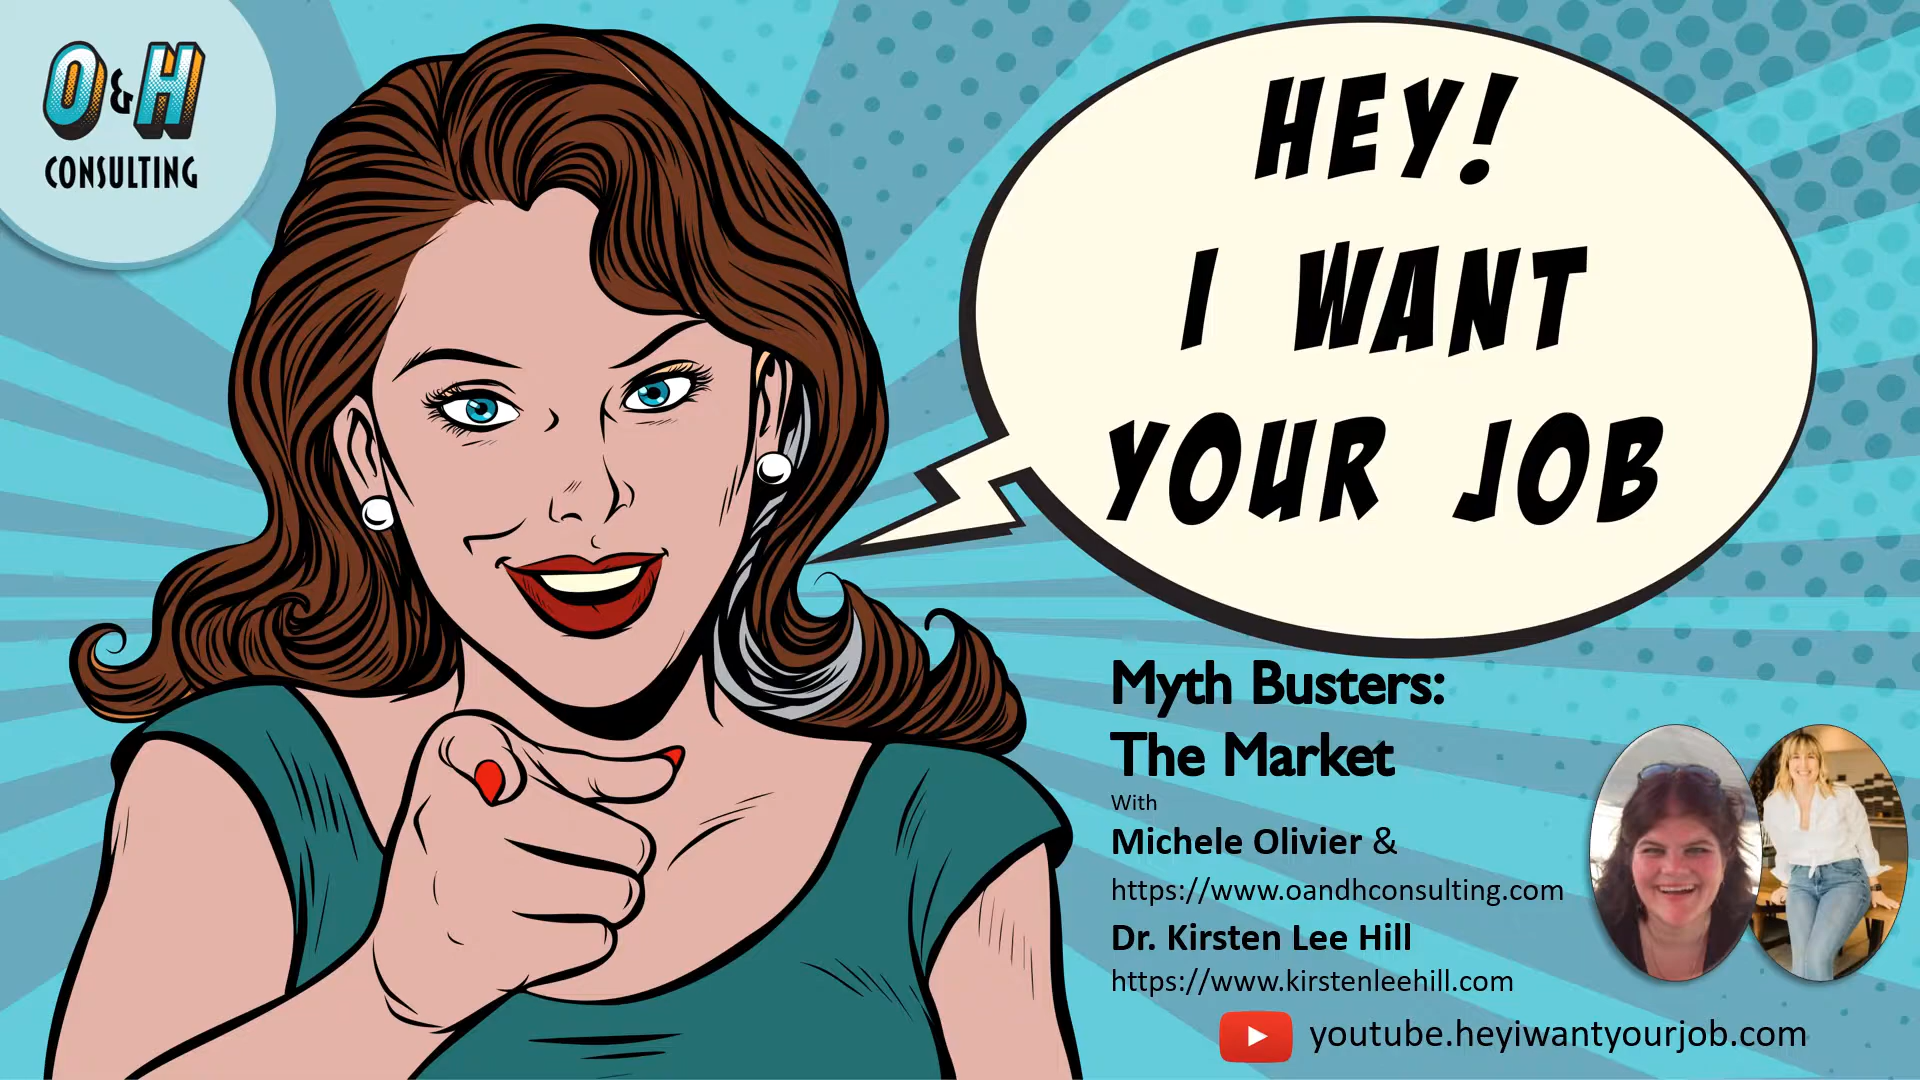 O & H
CONSULTING
HEY!
I WANT
YOUR JOB
Myth Busters:
The Market
With
Michele Olivier &
https://www.oandhconsulting.com
Dr. Kirsten Lee Hill
https://www.kirstenleehill.com
youtube.heyiwantyourjob.com